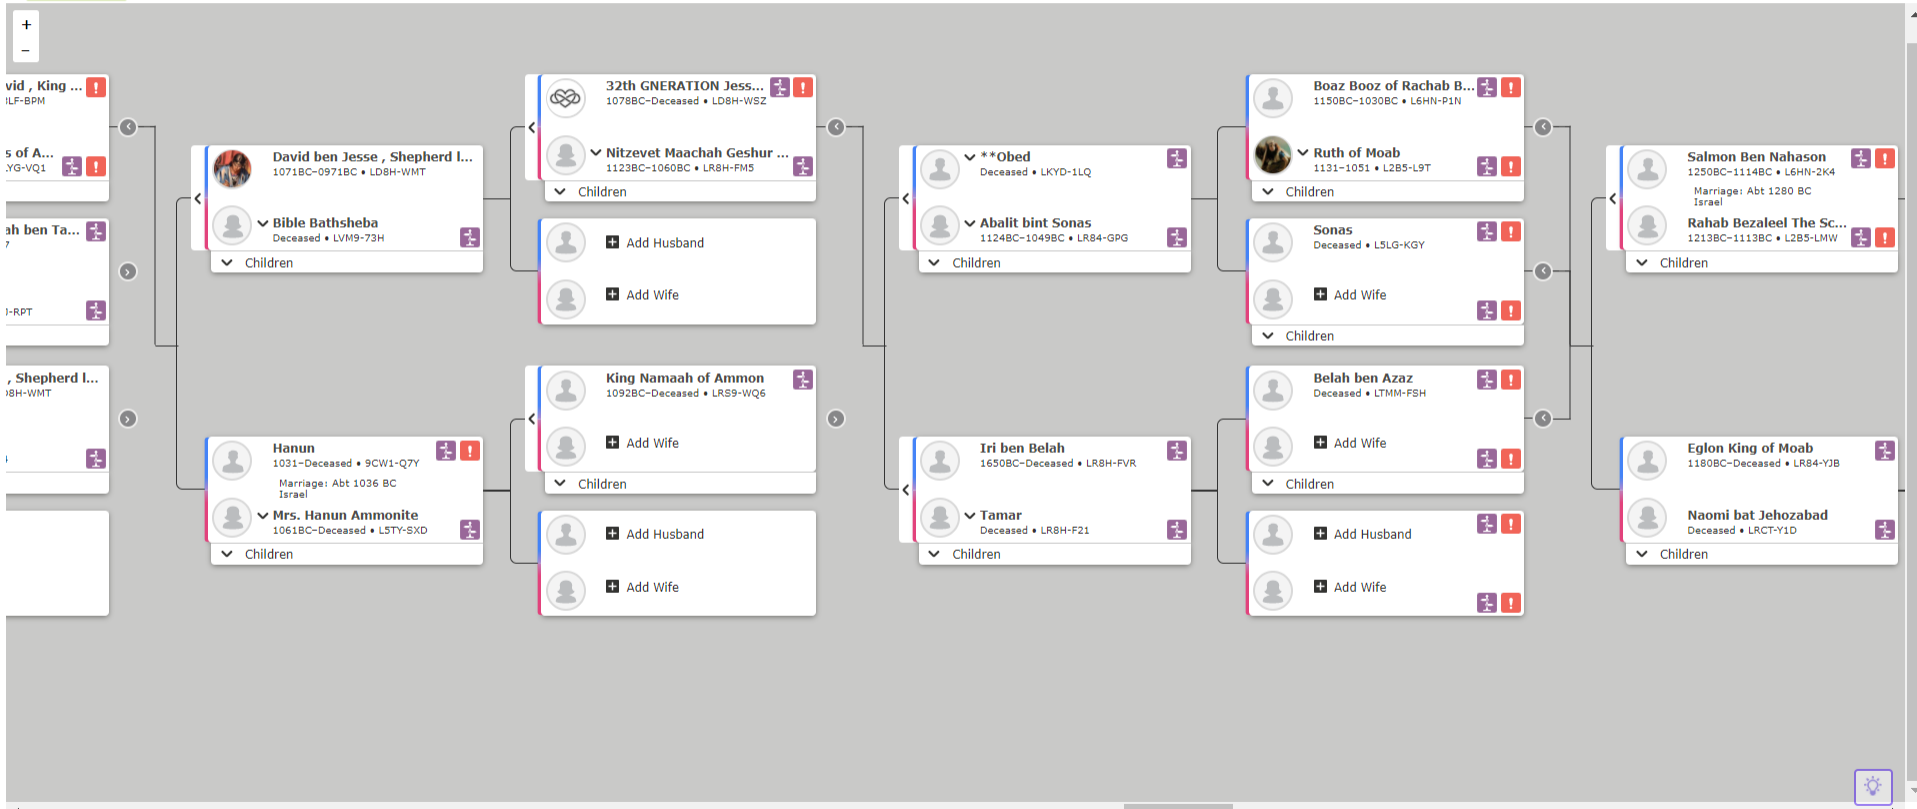 +
−
vid , King ...
LF-BPM
s of A...
YG-VQ1
ah ben Ta...
7
-RPT
, Shepherd l...
8H-WMT
David ben Jesse , Shepherd l...
1071BC–0971BC • LD8H-WMT
Bible Bathsheba
Deceased • LVM9-73H
Children
Hanun
1031–Deceased • 9CW1-Q7Y
Marriage: Abt 1036 BC
Israel
Mrs. Hanun Ammonite
1061BC–Deceased • L5TY-SXD
Children
32th GNERATION Jess...
1078BC–Deceased • LD8H-WSZ
Nitzevet Maachah Geshur ...
1123BC–1060BC • LR8H-FM5
Children
Add Husband
Add Wife
King Namaah of Ammon
1092BC–Deceased • LRS9-WQ6
Add Wife
Children
Add Husband
Add Wife
**Obed
Deceased • LKYD-1LQ
Abalit bint Sonas
1124BC–1049BC • LR84-GPG
Children
Iri ben Belah
1650BC–Deceased • LR8H-FVR
Tamar
Deceased • LR8H-F21
Children
Boaz Booz of Rachab B...
1150BC–1030BC • L6HN-P1N
Ruth of Moab
1131–1051 • L2B5-L9T
Children
Sonas
Deceased • L5LG-KGY
Add Wife
Children
Belah ben Azaz
Deceased • LTMM-FSH
Add Wife
Children
Add Husband
Add Wife
Salmon Ben Nahason
1250BC–1114BC • L6HN-2K4
Marriage: Abt 1280 BC
Israel
Rahab Bezaleel The Sc...
1213BC–1113BC • L2B5-LMW
Children
Eglon King of Moab
1180BC–Deceased • LR84-YJB
Naomi bat Jehozabad
Deceased • LRCT-Y1D
Children